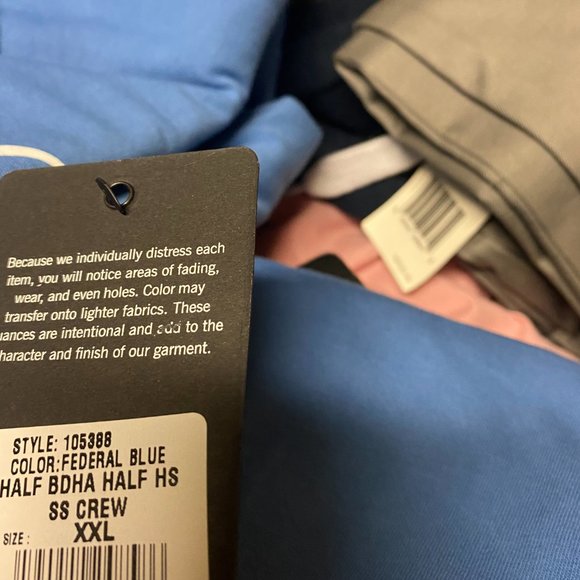 Because we individually distress each
item, you will notice areas of fading,
wear, and even holes. Color may
transfer onto lighter fabrics. These
uances are intentional and add to the
haracter and finish of our garment.
STYLE: 105388
COLOR:FEDERAL BLUE
HALF BDHA HALF HS
SS CREW
SIZE: XXL